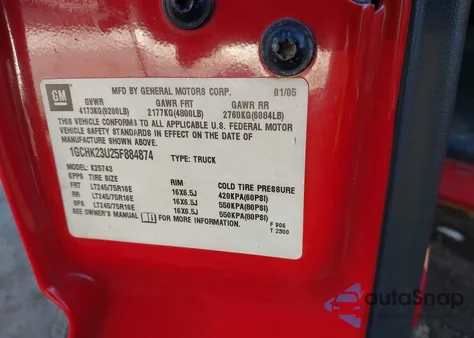 GM MFD BY GENERAL MOTORS CORP. 01/05
GVWR GAWR FRT GAWR RR
4173KG(9200LB) 2177KG(4800LB) 2760KG(6084LB)
THIS VEHICLE CONFORMS TO ALL APPLICABLE U.S. FEDERAL MOTOR
VEHICLE SAFETY STANDARDS IN EFFECT ON THE DATE OF
MANUFACTURE SHOWN ABOVE.
1GCHK23U25F884874 TYPE: TRUCK
MODEL: K25743
EPPS TIRE SIZE RIM COLD TIRE PRESSURE
FRT LT245/75R16E 16X6.5J 420KPA(60PSI)
RR LT245/75R16E 16X6.5J 550KPA(80PSI)
SPA LT245/75R16E 16X6.5J 550KPA(80PSI)
SEE OWNER'S MANUAL FOR MORE INFORMATION.
F 906
T 2300
autoSnap